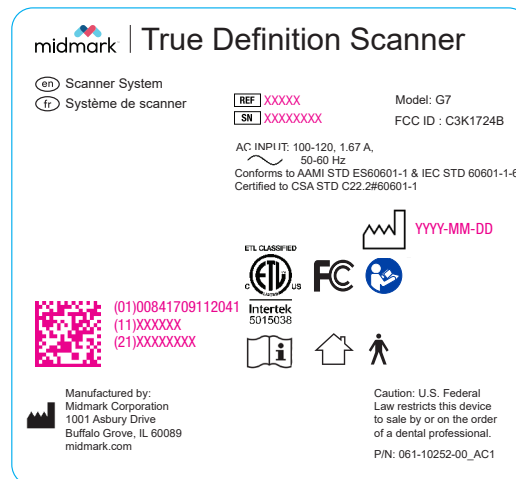 midmark
True Definition Scanner
en Scanner System
fr Système de scanner
REF XXXXX
SN XXXXXXXX
Model: G7
FCC ID : C3K1724B
AC INPUT: 100-120, 1.67 A,
50-60 Hz
Conforms to AAMI STD ES60601-1 & IEC STD 60601-1-6
Certified to CSA STD C22.2#60601-1
YYYY-MM-DD
ETL CLASSIFIED
C ETL US
LISTED
FC
Intertek
5015038
(01)00841709112041
(11)XXXXXX
(21)XXXXXXXX
i
Manufactured by:
Midmark Corporation
1001 Asbury Drive
Buffalo Grove, IL 60089
midmark.com
Caution: U.S. Federal
Law restricts this device
to sale by or on the order
of a dental professional.
P/N: 061-10252-00_AC1